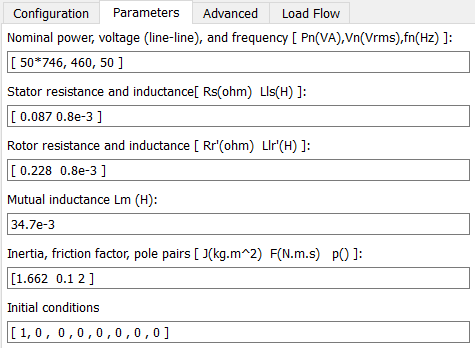 Configuration Parameters Advanced Load Flow
Nominal power, voltage (line-line), and frequency [ Pn(VA),Vn(Vrms),fn(Hz) ]:
[ 50*746, 460, 50 ]
Stator resistance and inductance[ Rs(ohm) Lls(H) ]:
[ 0.087 0.8e-3 ]
Rotor resistance and inductance [ Rr'(ohm) Llr'(H) ]:
[ 0.228 0.8e-3 ]
Mutual inductance Lm (H):
34.7e-3
Inertia, friction factor, pole pairs [ J(kg.m^2) F(N.m.s) p() ]:
[1.662 0.1 2 ]
Initial conditions
[ 1, 0 , 0 , 0 , 0 , 0 , 0 , 0 ]